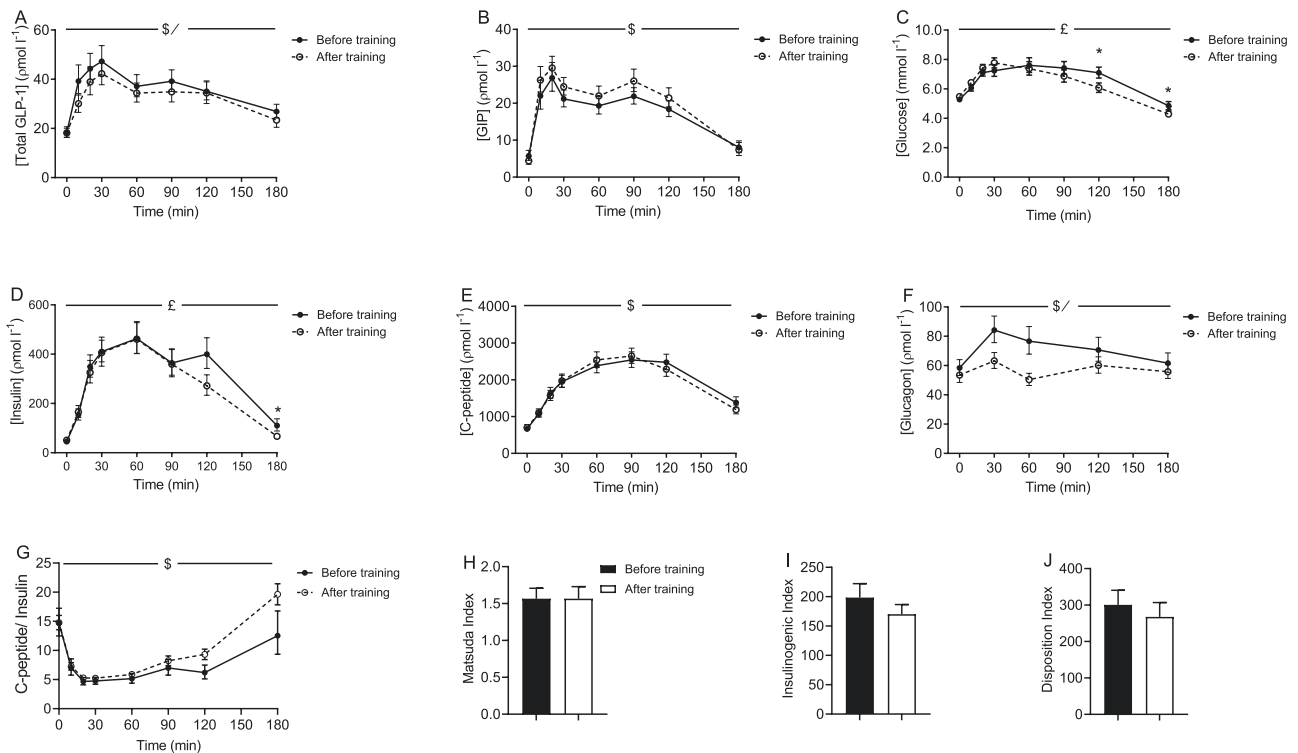 A
$/
60
40
20
0
[Total GLP-1] (ρmol l⁻¹)
0 30 60 90 120 150 180
Time (min)
Before training
After training
B
$
40
30
20
10
0
[GIP] (ρmol l⁻¹)
0 30 60 90 120 150 180
Time (min)
Before training
After training
C
£
10.0
8.0
6.0
4.0
2.0
0.0
[Glucose] (mmol l⁻¹)
*
*
0 30 60 90 120 150 180
Time (min)
Before training
After training
D
£
600
400
200
0
[Insulin] (ρmol l⁻¹)
*
0 30 60 90 120 150 180
Time (min)
Before training
After training
E
$
4000
3000
2000
1000
0
[C-peptide] (ρmol l⁻¹)
0 30 60 90 120 150 180
Time (min)
Before training
After training
F
$/
100
80
60
40
20
0
[Glucagon] (ρmol l⁻¹)
0 30 60 90 120 150 180
Time (min)
Before training
After training
G
$
25
20
15
10
5
0
C-peptide/ Insulin
0 30 60 90 120 150 180
Time (min)
Before training
After training
H
2.0
1.5
1.0
0.5
0.0
Matsuda Index
Before training
After training
I
250
200
150
100
50
0
Insulinogenic Index
J
400
300
200
100
0
Disposition Index